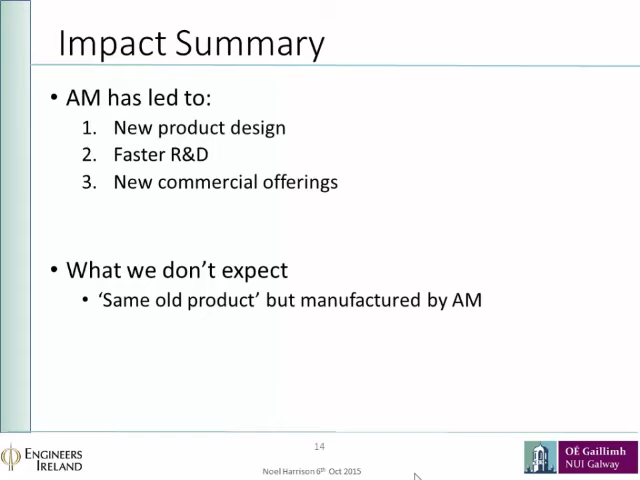 Impact Summary
• AM has led to:
1. New product design
2. Faster R&D
3. New commercial offerings
• What we don’t expect
• ‘Same old product’ but manufactured by AM
14
Noel Harrison 6th Oct 2015
ENGINEERS
IRELAND
OÉ Gaillimh
NUI Galway